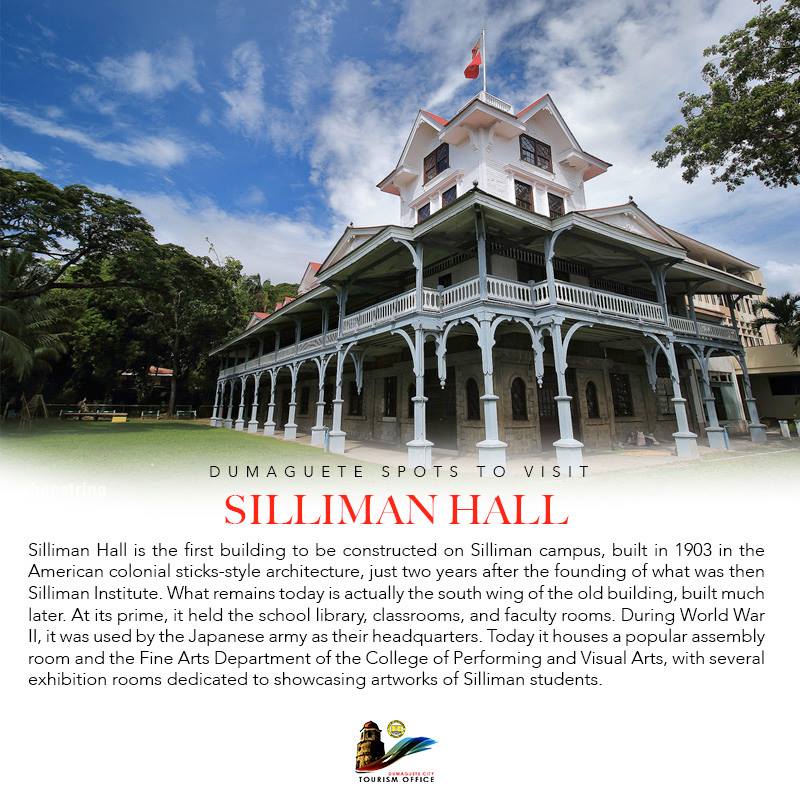 DUMAGUETE SPOTS TO VISIT
SILLIMAN HALL
Silliman Hall is the first building to be constructed on Silliman campus, built in 1903 in the
American colonial sticks-style architecture, just two years after the founding of what was then
Silliman Institute. What remains today is actually the south wing of the old building, built much
later. At its prime, it held the school library, classrooms, and faculty rooms. During World War
II, it was used by the Japanese army as their headquarters. Today it houses a popular assembly
room and the Fine Arts Department of the College of Performing and Visual Arts, with several
exhibition rooms dedicated to showcasing artworks of Silliman students.
DUMAGUETE CITY
TOURISM OFFICE